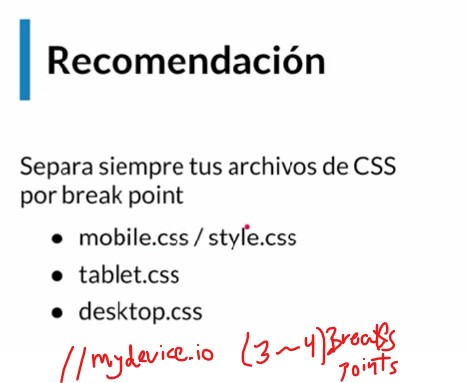 Recomendación
Separa siempre tus archivos de CSS
por break point
● mobile.css / style.css
● tablet.css
● desktop.css
//mydevice.io (3~4) Breaks
points